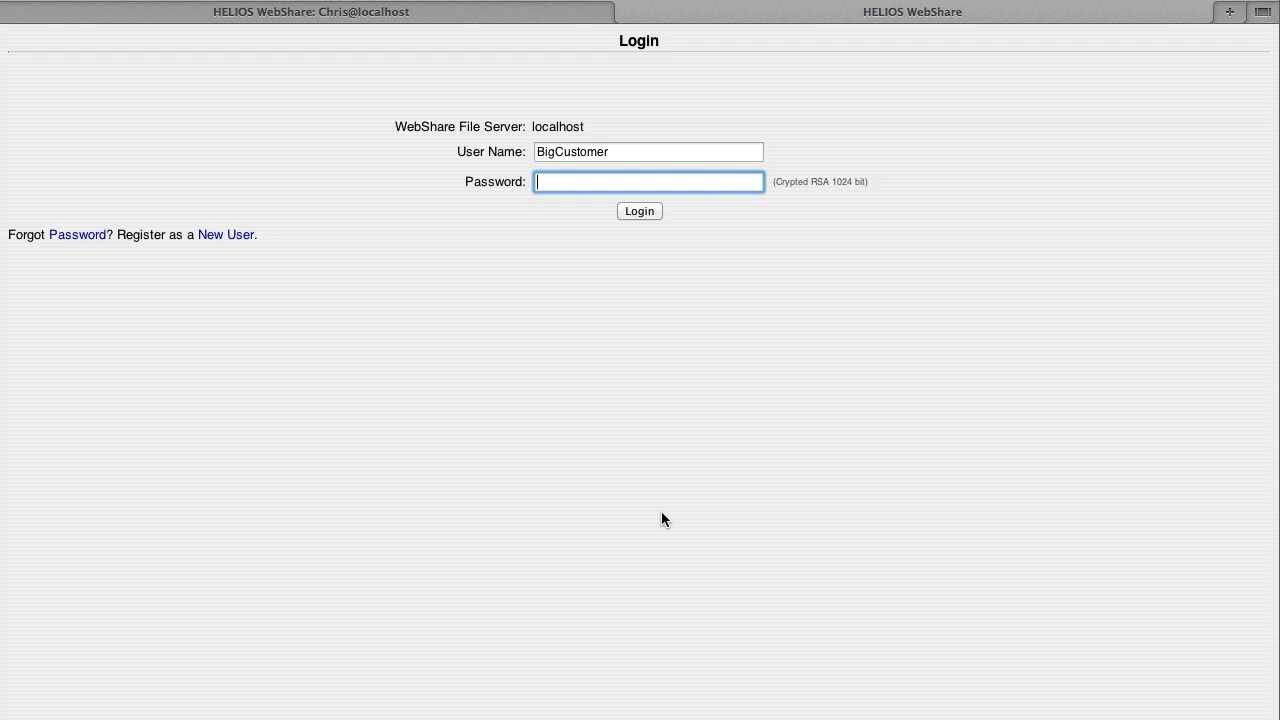 HELIOS WebShare: Chris@localhost
HELIOS WebShare
+
Login
WebShare File Server: localhost
User Name: BigCustomer
Password: (Crypted RSA 1024 bit)
Login
Forgot Password? Register as a New User.